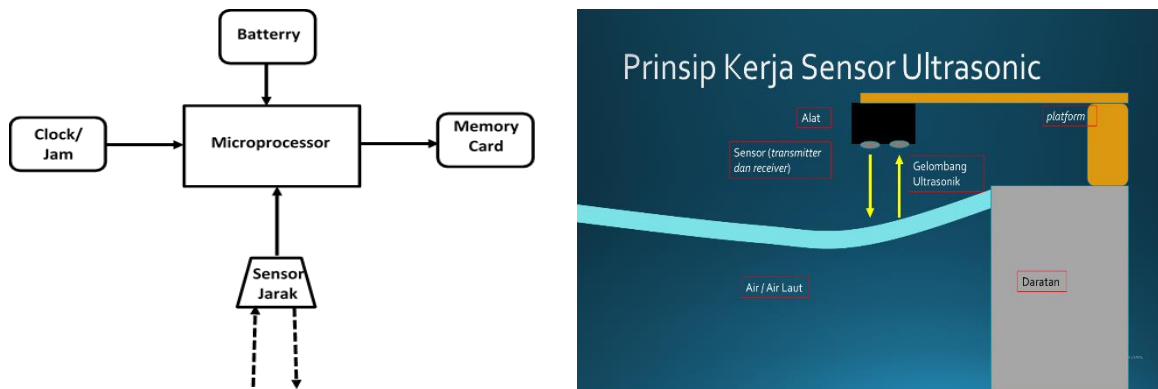 Batterry
Clock/
Jam
Microprocessor
Memory
Card
Sensor
Jarak
Prinsip Kerja Sensor Ultrasonic
Alat
platform
Sensor (transmitter
dan receiver)
Gelombang
Ultrasonik
Air / Air Laut
Daratan